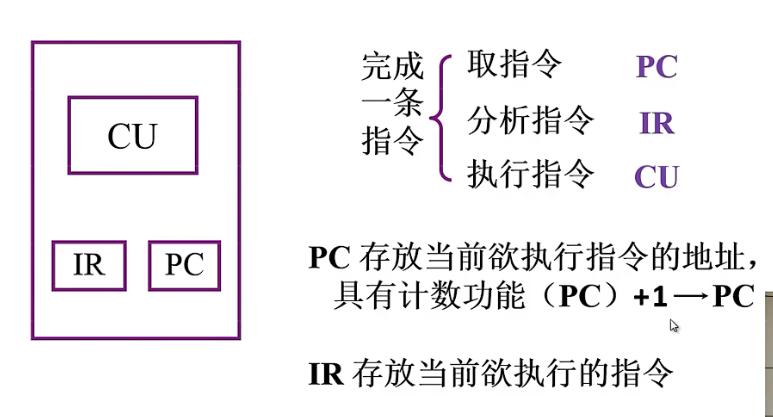 CU
IR
PC
完成
一条
指令
取指令 PC
分析指令 IR
执行指令 CU
PC 存放当前欲执行指令的地址，
具有计数功能（PC）+1→PC
IR 存放当前欲执行的指令